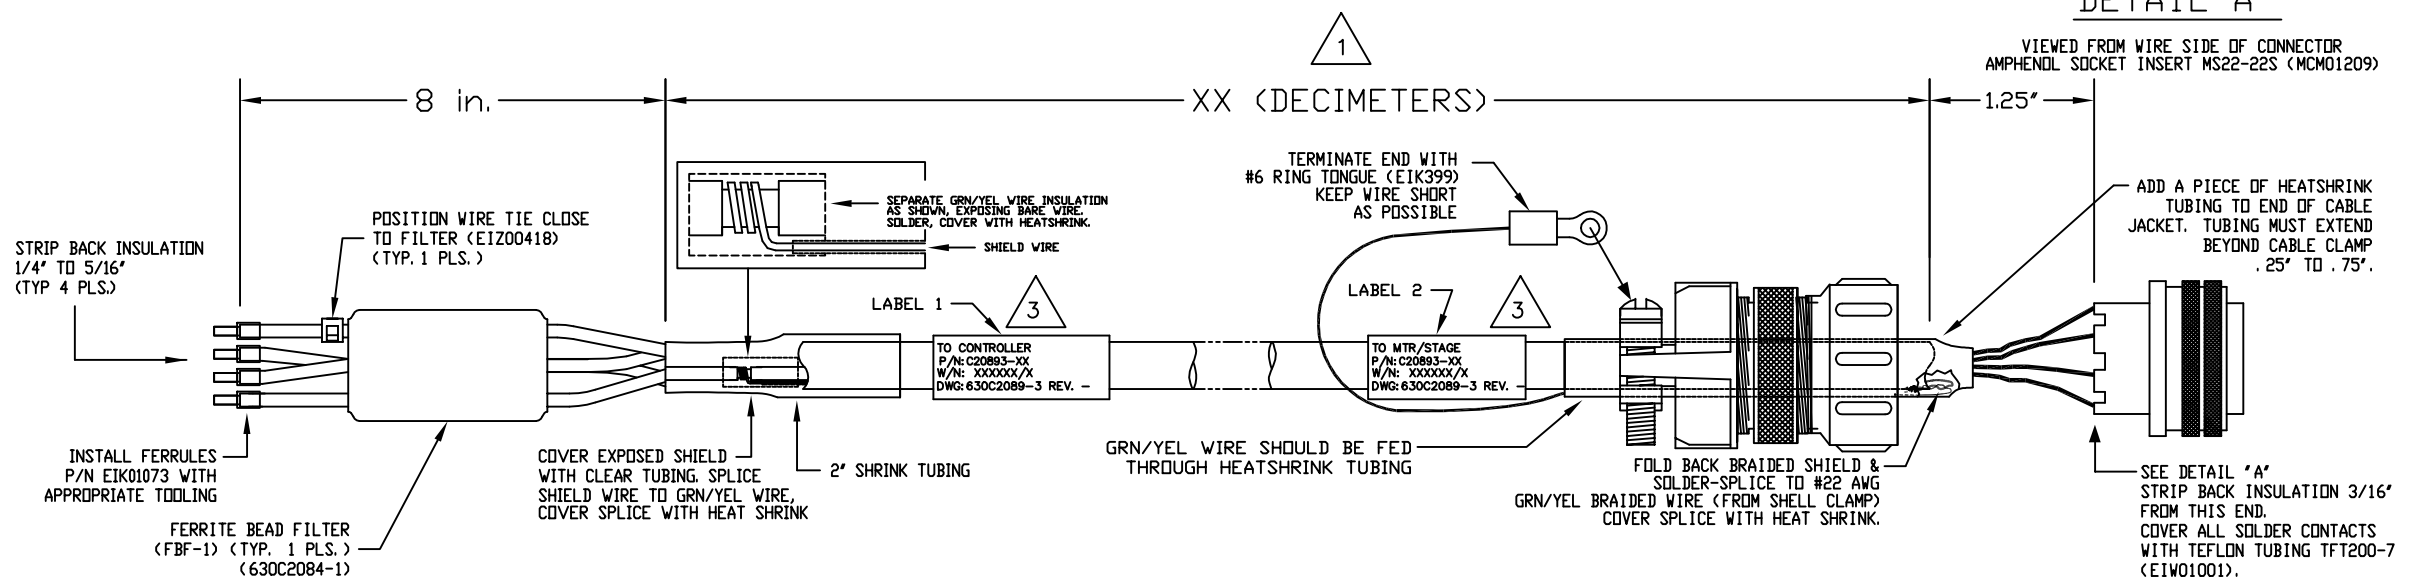 DETAIL "A"
VIEWED FROM WIRE SIDE OF CONNECTOR
AMPHENOL SOCKET INSERT MS22-22S (MCM01209)
1
8 in.
XX (DECIMETERS)
1.25"
STRIP BACK INSULATION
1/4" TO 5/16"
(TYP 4 PLS.)
POSITION WIRE TIE CLOSE
TO FILTER (EIZ00418)
(TYP. 1 PLS.)
SEPARATE GRN/YEL WIRE INSULATION
AS SHOWN, EXPOSING BARE WIRE.
SOLDER, COVER WITH HEATSHRINK.
SHIELD WIRE
TERMINATE END WITH
#6 RING TONGUE (EIK399)
KEEP WIRE SHORT
AS POSSIBLE
ADD A PIECE OF HEATSHRINK
TUBING TO END OF CABLE
JACKET. TUBING MUST EXTEND
BEYOND CABLE CLAMP
.25" TO .75".
LABEL 1
3
LABEL 2
3
TO CONTROLLER
P/N: C20893-XX
W/N: XXXXXX/X
DWG: 630C2089-3 REV. -
TO MTR/STAGE
P/N: C20893-XX
W/N: XXXXXX/X
DWG: 630C2089-3 REV. -
INSTALL FERRULES
P/N EIK01073 WITH
APPROPRIATE TOOLING
FERRITE BEAD FILTER
(FBF-1) (TYP. 1 PLS.)
(630C2084-1)
COVER EXPOSED SHIELD
WITH CLEAR TUBING. SPLICE
SHIELD WIRE TO GRN/YEL WIRE,
COVER SPLICE WITH HEAT SHRINK
2" SHRINK TUBING
GRN/YEL WIRE SHOULD BE FED
THROUGH HEATSHRINK TUBING
FOLD BACK BRAIDED SHIELD &
SOLDER-SPLICE TO #22 AWG
GRN/YEL BRAIDED WIRE (FROM SHELL CLAMP)
COVER SPLICE WITH HEAT SHRINK.
SEE DETAIL "A"
STRIP BACK INSULATION 3/16"
FROM THIS END.
COVER ALL SOLDER CONTACTS
WITH TEFLON TUBING TFT200-7
(EIW01001).